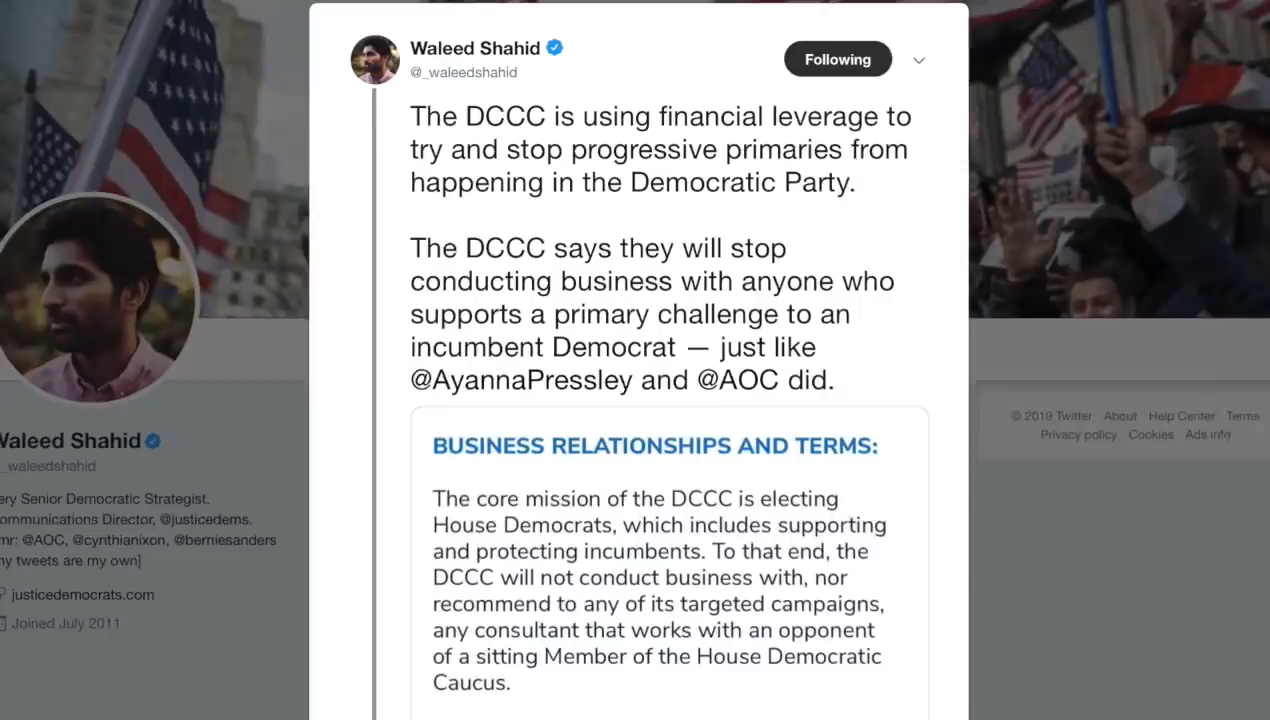 Waleed Shahid
@_waleedshahid
Following
The DCCC is using financial leverage to
try and stop progressive primaries from
happening in the Democratic Party.
The DCCC says they will stop
conducting business with anyone who
supports a primary challenge to an
incumbent Democrat — just like
@AyannaPressley and @AOC did.
BUSINESS RELATIONSHIPS AND TERMS:
The core mission of the DCCC is electing
House Democrats, which includes supporting
and protecting incumbents. To that end, the
DCCC will not conduct business with, nor
recommend to any of its targeted campaigns,
any consultant that works with an opponent
of a sitting Member of the House Democratic
Caucus.
Waleed Shahid
_waleedshahid
ery Senior Democratic Strategist.
ommunications Director, @justicedems.
mr: @AOC, @cynthianixon, @berniesanders
ny tweets are my own]
justicedemocrats.com
Joined July 2011
© 2019 Twitter About Help Center Terms
Privacy policy Cookies Ads info